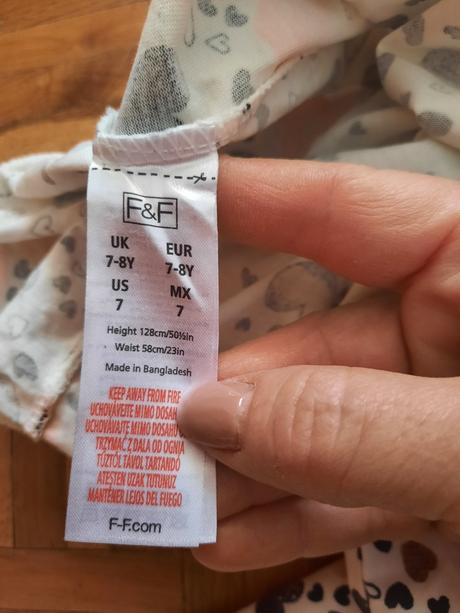 F&F
UK EUR
7-8Y 7-8Y
US MX
7 7
Height 128cm/50½in
Waist 58cm/23in
Made in Bangladesh
KEEP AWAY FROM FIRE
UCHOVÁVEJTE MIMO DOSAH
UCHOVÁVAJTE MIMO DOSAHU
TRZYMAĆ Z DALA OD OGNIA
TŰZTŐL TÁVOL TARTANDÓ
ATEŞTEN UZAK TUTUNUZ
MANTÉNER LEJOS DEL FUEGO
F-F.com